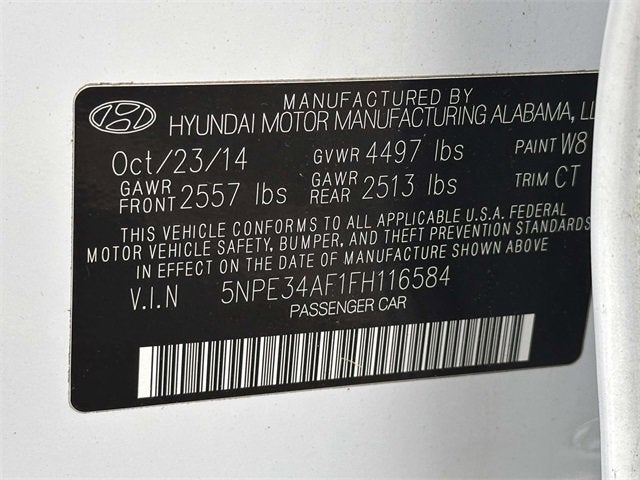 MANUFACTURED BY
HYUNDAI MOTOR MANUFACTURING ALABAMA,
Oct/23/14 GVWR 4497 lbs PAINT W8
GAWR FRONT 2557 lbs GAWR REAR 2513 lbs TRIM CT
THIS VEHICLE CONFORMS TO ALL APPLICABLE U.S.A. FEDERAL
MOTOR VEHICLE SAFETY, BUMPER, AND THEFT PREVENTION STANDARDS
IN EFFECT ON THE DATE OF MANUFACTURE SHOWN ABOVE
V.I.N 5NPE34AF1FH116584
PASSENGER CAR